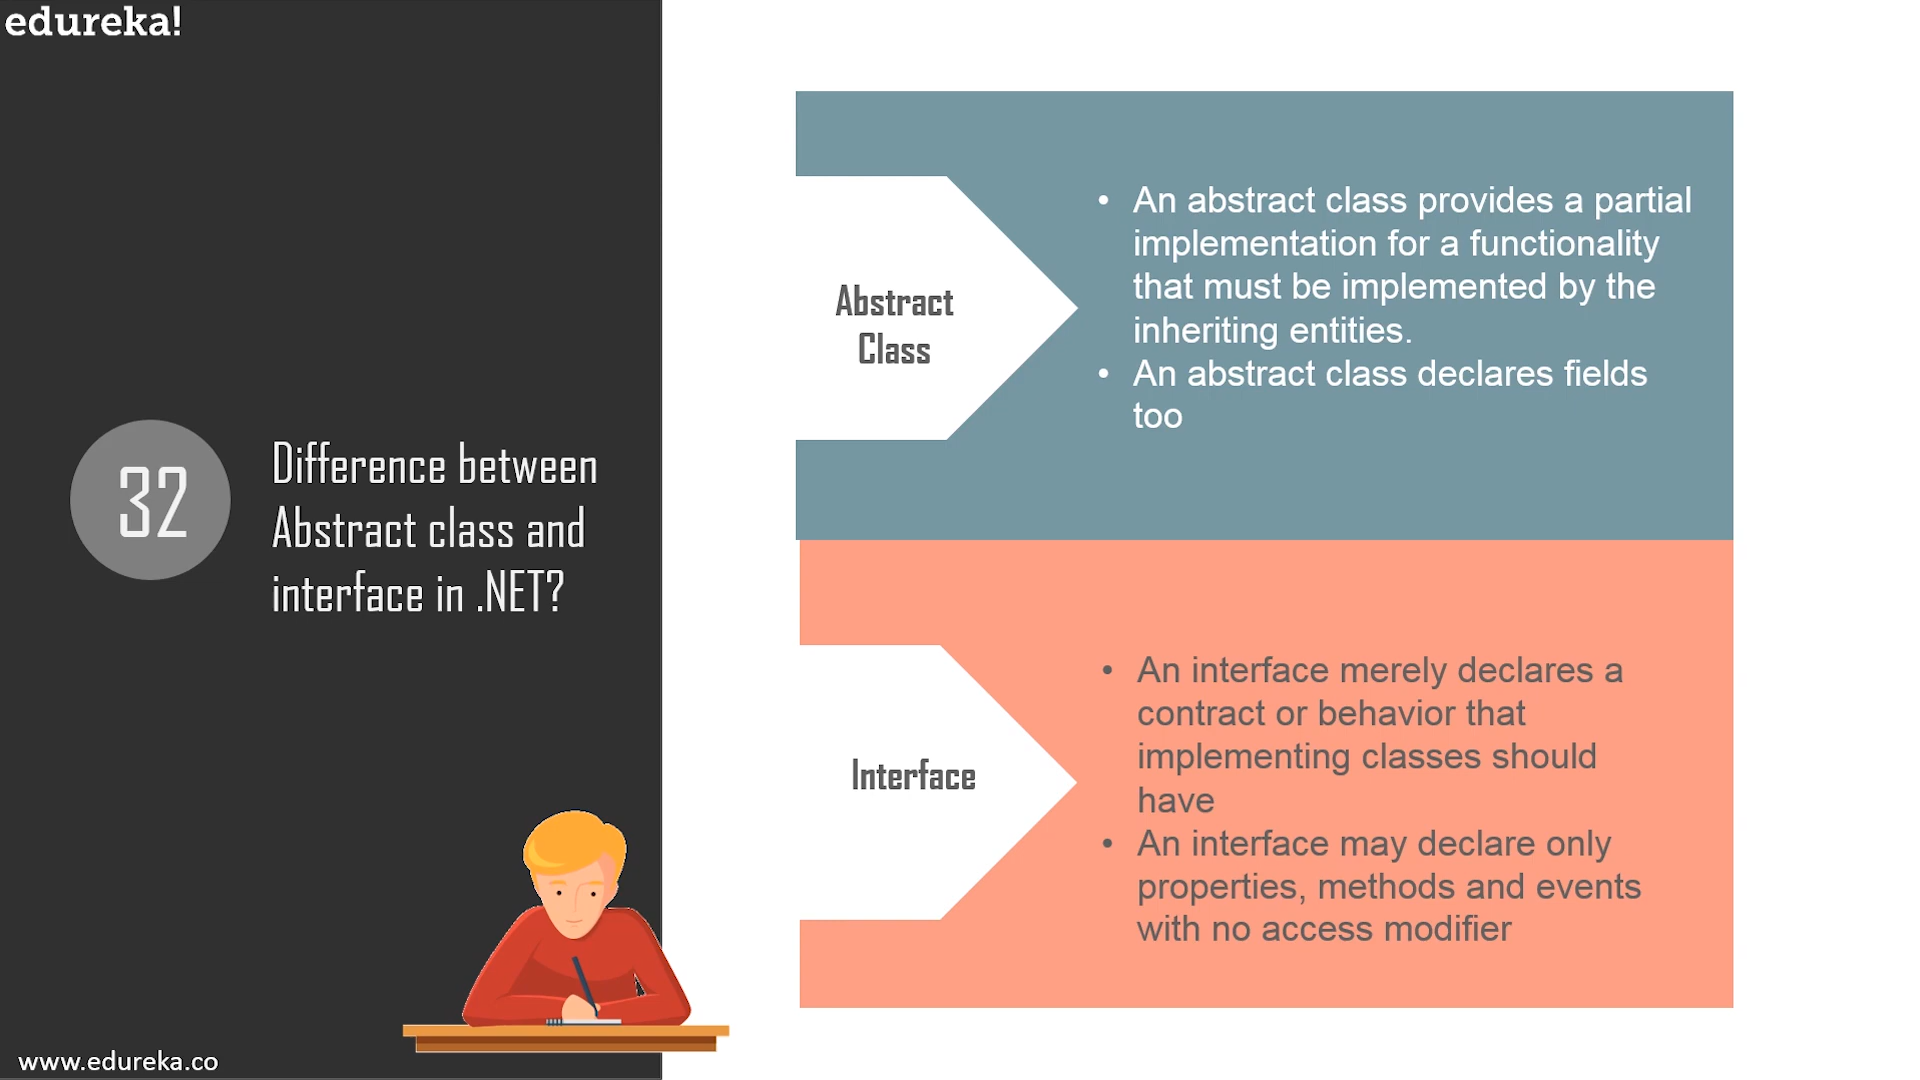 edureka!
32
Difference between
Abstract class and
interface in .NET?
www.edureka.co
Abstract
Class
• An abstract class provides a partial
implementation for a functionality
that must be implemented by the
inheriting entities.
• An abstract class declares fields
too
Interface
• An interface merely declares a
contract or behavior that
implementing classes should
have
• An interface may declare only
properties, methods and events
with no access modifier